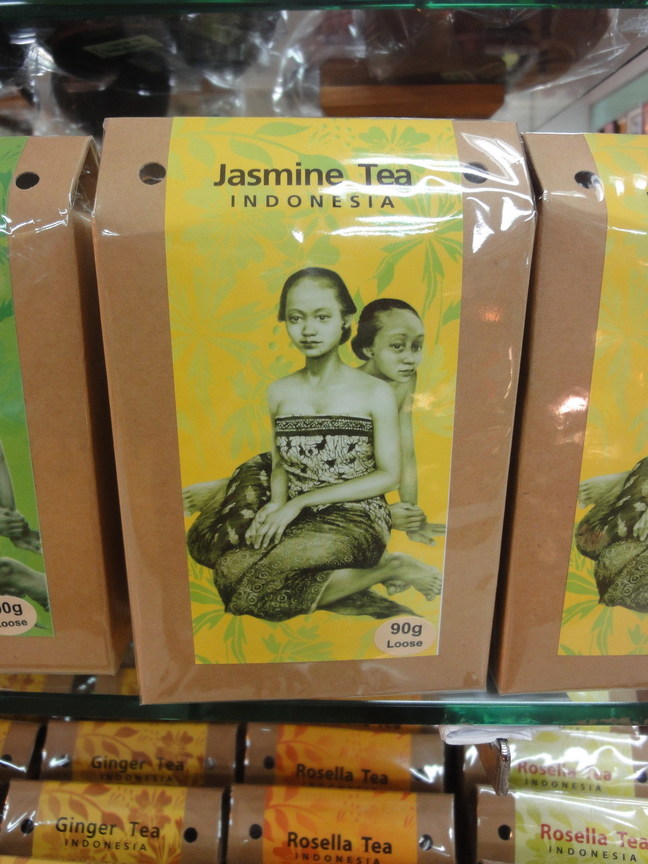 Jasmine Tea
INDONESIA
90g
Loose
0g
Loose
Ginger Tea
INDONESIA
Rosella Tea
Rosella Tea
INDONESIA
Ginger Tea
INDONESIA
Rosella Tea
INDONESIA
Rosella Tea
INDONESIA